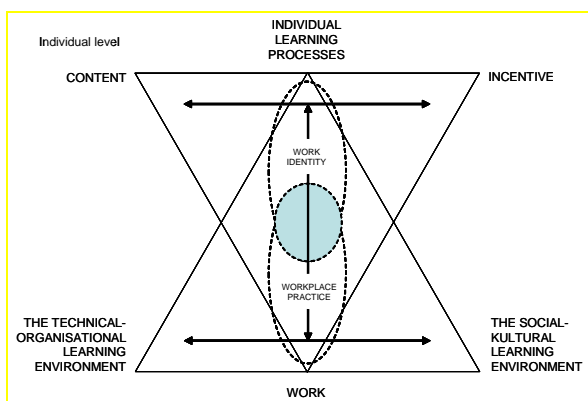 Individual level
INDIVIDUAL
LEARNING
PROCESSES
CONTENT
INCENTIVE
WORK
IDENTITY
WORKPLACE
PRACTICE
THE TECHNICAL-
ORGANISATIONAL
LEARNING
ENVIRONMENT
THE SOCIAL-
KULTURAL
LEARNING
ENVIRONMENT
WORK